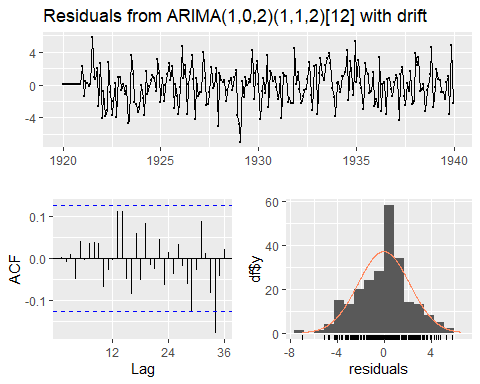 Residuals from ARIMA(1,0,2)(1,1,2)[12] with drift
4
0
-4
1920 1925 1930 1935 1940
0.1
0.0
-0.1
ACF
12 24 36
Lag
60
40
20
0
df$y
-8 -4 0 4
residuals